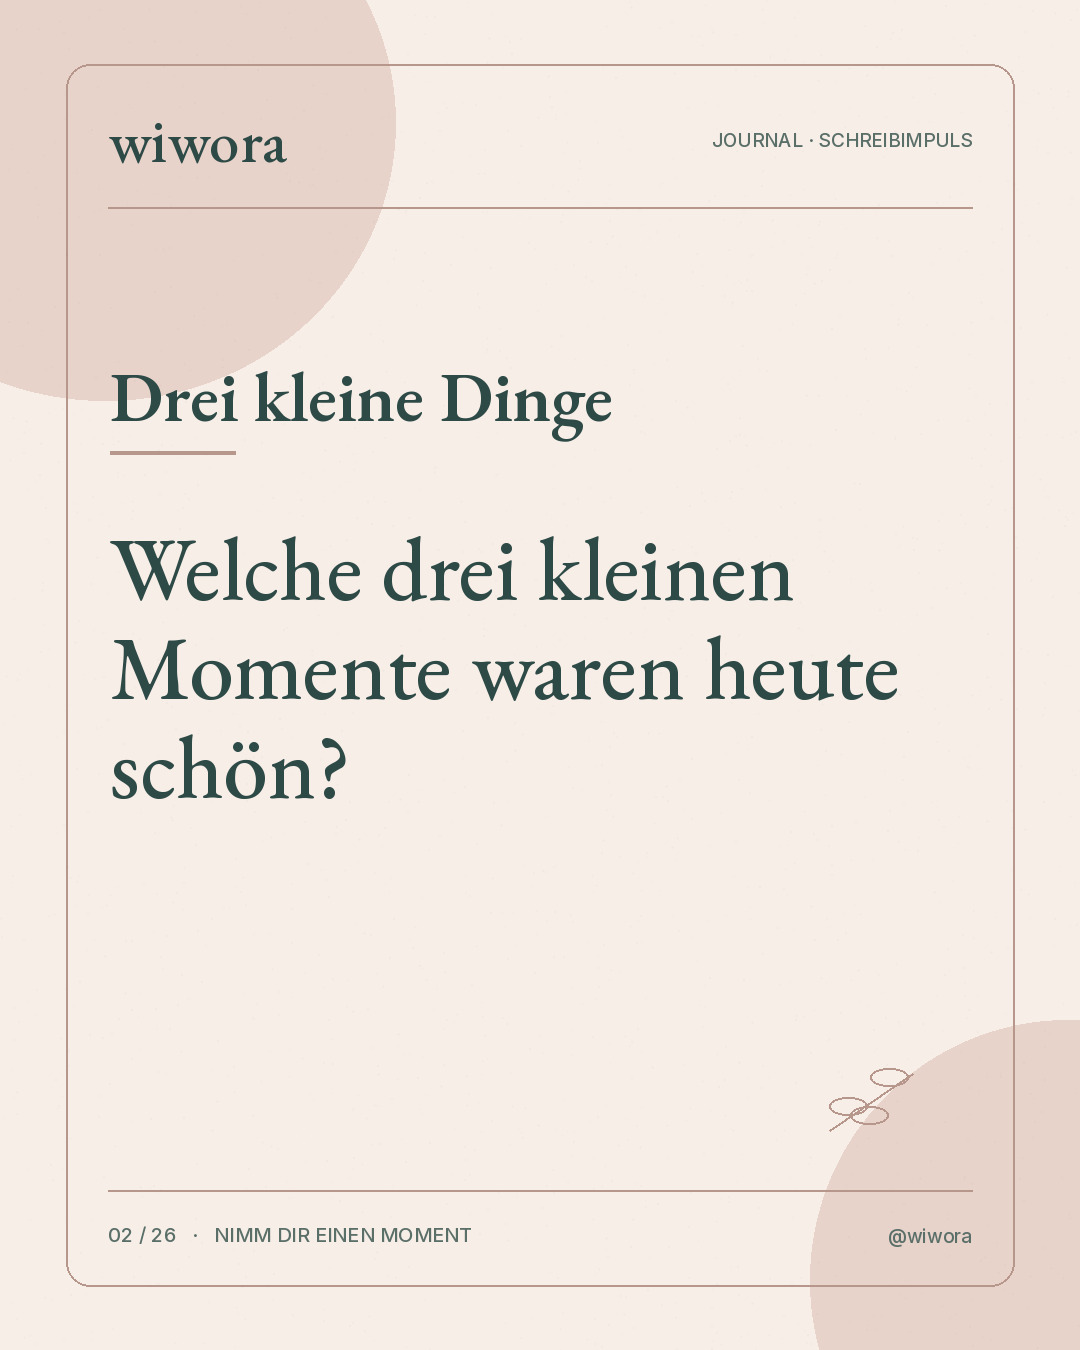 wiwora
JOURNAL · SCHREIBIMPULS
Drei kleine Dinge
Welche drei kleinen
Momente waren heute
schön?
02 / 26 · NIMM DIR EINEN MOMENT
@wiwora